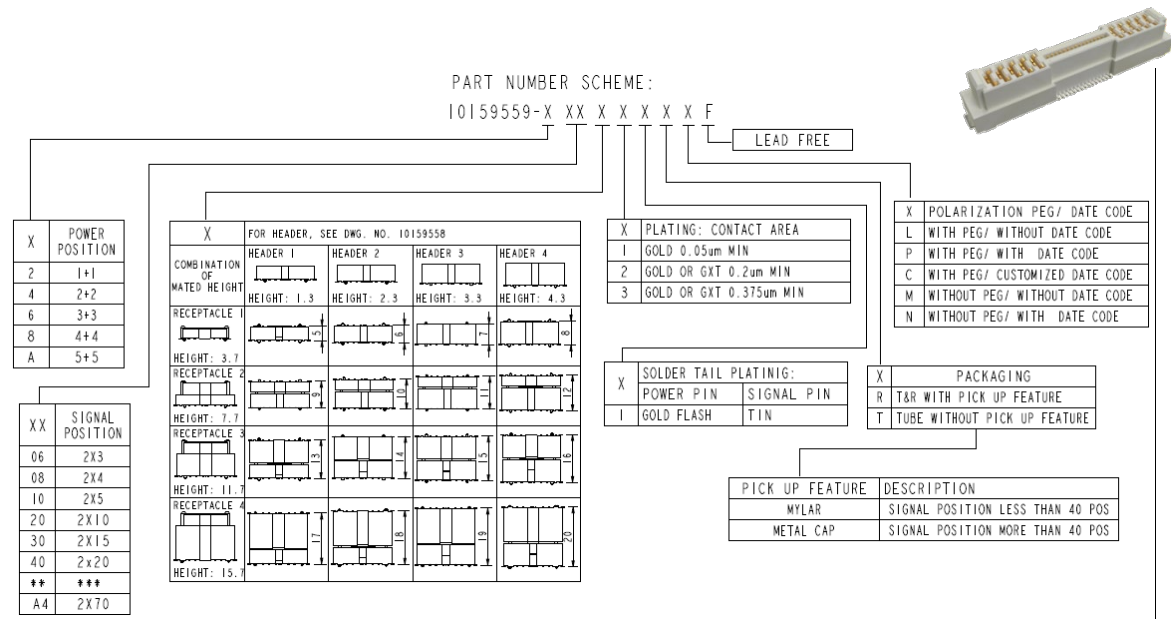 PART NUMBER SCHEME:
10159559-X XX X X X X X F
LEAD FREE
X POWER POSITION
2 1+1
4 2+2
6 3+3
8 4+4
A 5+5
XX SIGNAL POSITION
06 2X3
08 2X4
10 2X5
20 2X10
30 2X15
40 2x20
** ***
A4 2X70
X FOR HEADER, SEE DWG. NO. 10159558
COMBINATION OF MATED HEIGHT
HEADER 1 HEADER 2 HEADER 3 HEADER 4
HEIGHT: 1.3 HEIGHT: 2.3 HEIGHT: 3.3 HEIGHT: 4.3
RECEPTACLE 1
5 6 7 8
HEIGHT: 3.7
RECEPTACLE 2
9 10 11 12
HEIGHT: 7.7
RECEPTACLE 3
13 14 15 16
HEIGHT: 11.7
RECEPTACLE 4
17 18 19 20
HEIGHT: 15.7
X PLATING: CONTACT AREA
1 GOLD 0.05um MIN
2 GOLD OR GXT 0.2um MIN
3 GOLD OR GXT 0.375um MIN
X SOLDER TAIL PLATINIG:
POWER PIN SIGNAL PIN
1 GOLD FLASH TIN
X POLARIZATION PEG/ DATE CODE
L WITH PEG/ WITHOUT DATE CODE
P WITH PEG/ WITH DATE CODE
C WITH PEG/ CUSTOMIZED DATE CODE
M WITHOUT PEG/ WITHOUT DATE CODE
N WITHOUT PEG/ WITH DATE CODE
X PACKAGING
R T&R WITH PICK UP FEATURE
T TUBE WITHOUT PICK UP FEATURE
PICK UP FEATURE DESCRIPTION
MYLAR SIGNAL POSITION LESS THAN 40 POS
METAL CAP SIGNAL POSITION MORE THAN 40 POS